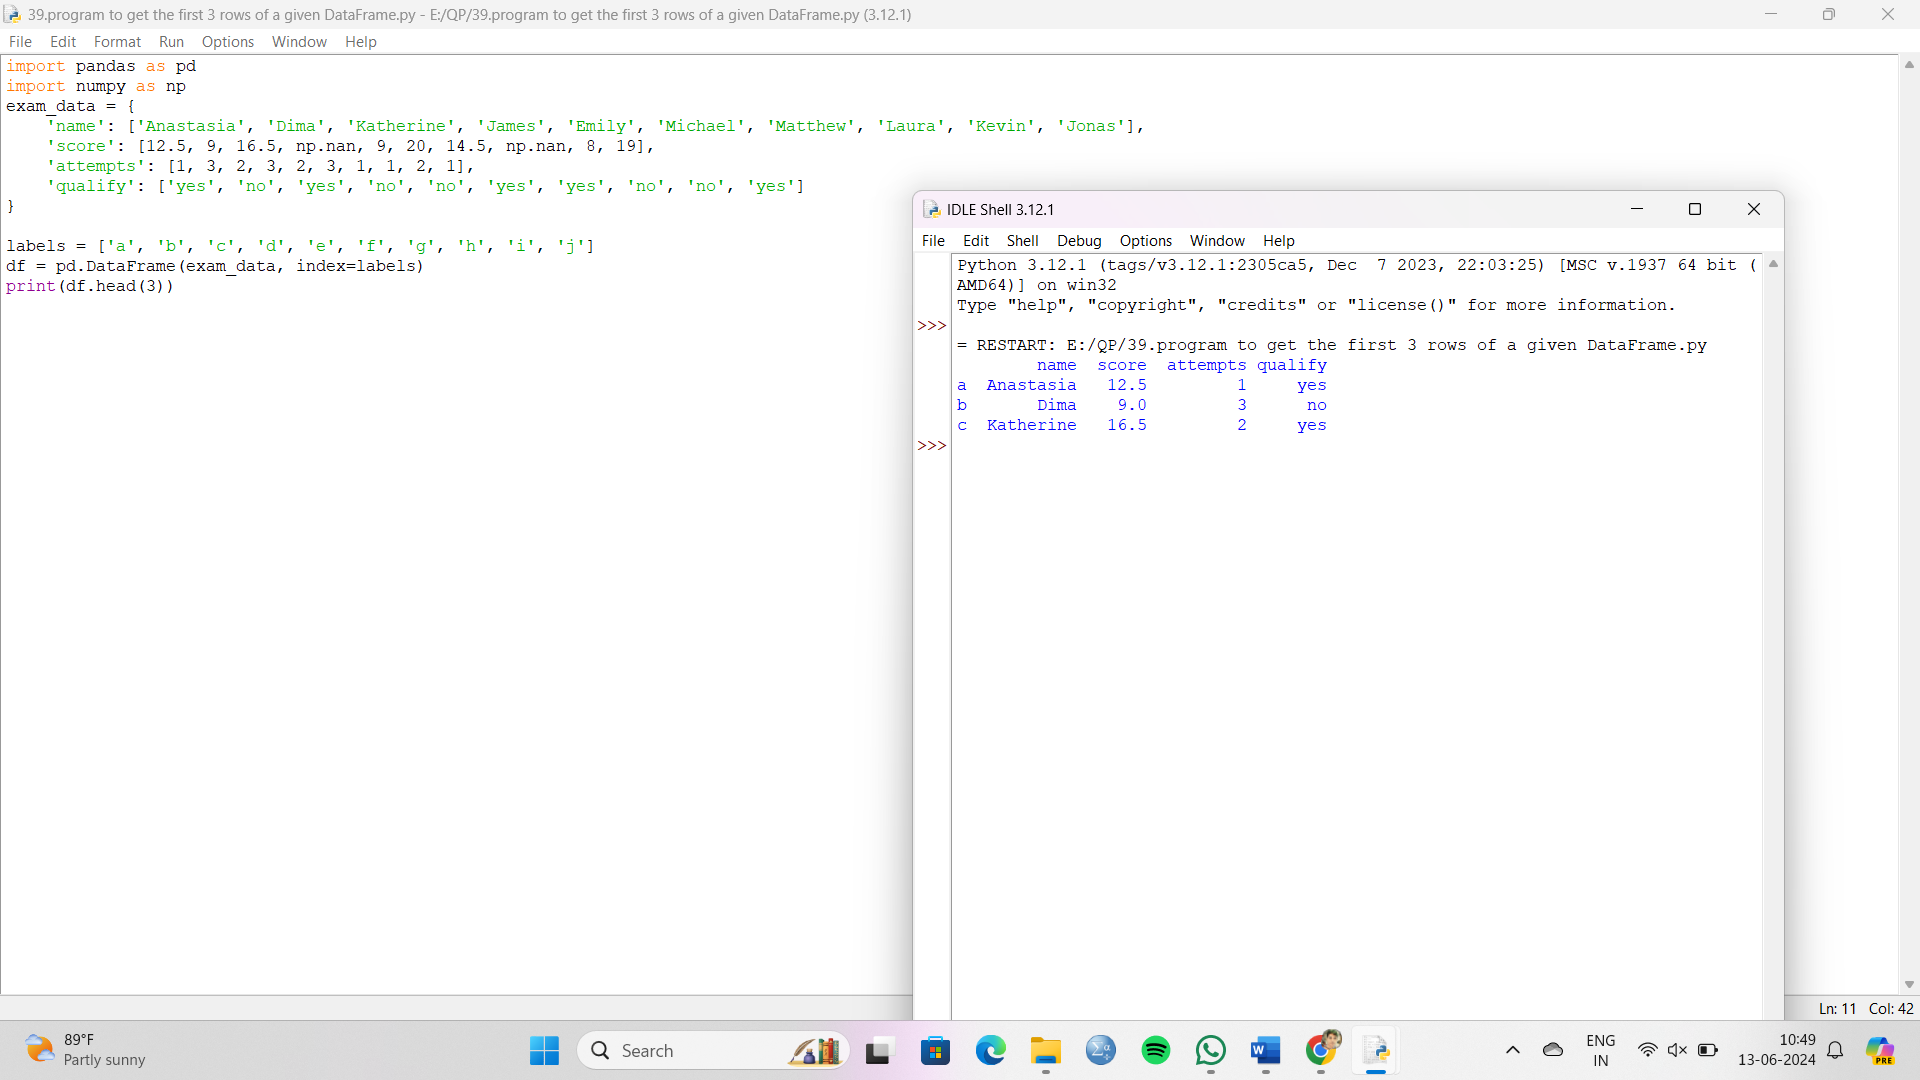 39.program to get the first 3 rows of a given DataFrame.py - E:/QP/39.program to get the first 3 rows of a given DataFrame.py (3.12.1)
File Edit Format Run Options Window Help
import pandas as pd
import numpy as np
exam_data = {
    'name': ['Anastasia', 'Dima', 'Katherine', 'James', 'Emily', 'Michael', 'Matthew', 'Laura', 'Kevin', 'Jonas'],
    'score': [12.5, 9, 16.5, np.nan, 9, 20, 14.5, np.nan, 8, 19],
    'attempts': [1, 3, 2, 3, 2, 3, 1, 1, 2, 1],
    'qualify': ['yes', 'no', 'yes', 'no', 'no', 'yes', 'yes', 'no', 'no', 'yes']
}
labels = ['a', 'b', 'c', 'd', 'e', 'f', 'g', 'h', 'i', 'j']
df = pd.DataFrame(exam_data, index=labels)
print(df.head(3))
IDLE Shell 3.12.1
File Edit Shell Debug Options Window Help
Python 3.12.1 (tags/v3.12.1:2305ca5, Dec  7 2023, 22:03:25) [MSC v.1937 64 bit (
AMD64)] on win32
Type "help", "copyright", "credits" or "license()" for more information.
>>>
= RESTART: E:/QP/39.program to get the first 3 rows of a given DataFrame.py
        name  score  attempts qualify
a  Anastasia   12.5         1     yes
b       Dima    9.0         3      no
c  Katherine   16.5         2     yes
>>>
Ln: 11 Col: 42
89°F
Partly sunny
Search
ENG
IN
10:49
13-06-2024
PRE